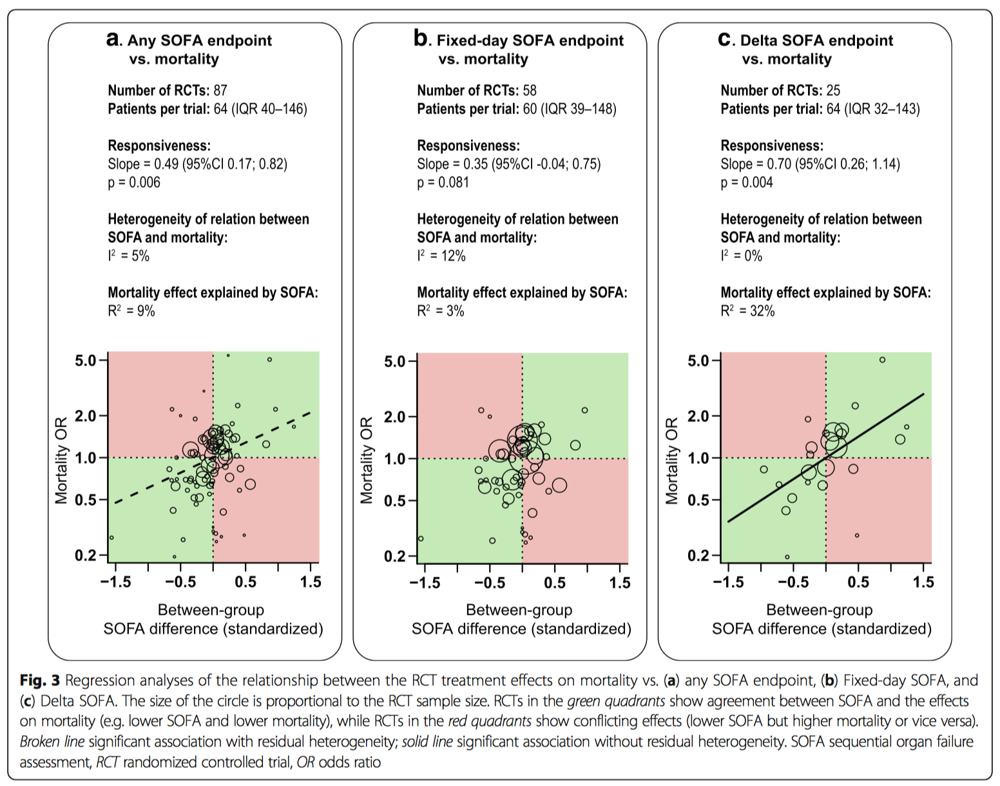 a. Any SOFA endpoint
vs. mortality
Number of RCTs: 87
Patients per trial: 64 (IQR 40–146)
Responsiveness:
Slope = 0.49 (95%CI 0.17; 0.82)
p = 0.006
Heterogeneity of relation between
SOFA and mortality:
I² = 5%
Mortality effect explained by SOFA:
R² = 9%
Mortality OR
5.0
2.0
1.0
0.5
0.2
−1.5
−0.5
0.5
1.5
Between-group
SOFA difference (standardized)
b. Fixed-day SOFA endpoint
vs. mortality
Number of RCTs: 58
Patients per trial: 60 (IQR 39–148)
Responsiveness:
Slope = 0.35 (95%CI -0.04; 0.75)
p = 0.081
Heterogeneity of relation between
SOFA and mortality:
I² = 12%
Mortality effect explained by SOFA:
R² = 3%
Mortality OR
5.0
2.0
1.0
0.5
0.2
−1.5
−0.5
0.5
1.5
Between-group
SOFA difference (standardized)
c. Delta SOFA endpoint
vs. mortality
Number of RCTs: 25
Patients per trial: 64 (IQR 32–143)
Responsiveness:
Slope = 0.70 (95%CI 0.26; 1.14)
p = 0.004
Heterogeneity of relation between
SOFA and mortality:
I² = 0%
Mortality effect explained by SOFA:
R² = 32%
Mortality OR
5.0
2.0
1.0
0.5
0.2
−1.5
−0.5
0.5
1.5
Between-group
SOFA difference (standardized)
Fig. 3 Regression analyses of the relationship between the RCT treatment effects on mortality vs. (a) any SOFA endpoint, (b) Fixed-day SOFA, and
(c) Delta SOFA. The size of the circle is proportional to the RCT sample size. RCTs in the green quadrants show agreement between SOFA and the effects
on mortality (e.g. lower SOFA and lower mortality), while RCTs in the red quadrants show conflicting effects (lower SOFA but higher mortality or vice versa).
Broken line significant association with residual heterogeneity; solid line significant association without residual heterogeneity. SOFA sequential organ failure
assessment, RCT randomized controlled trial, OR odds ratio